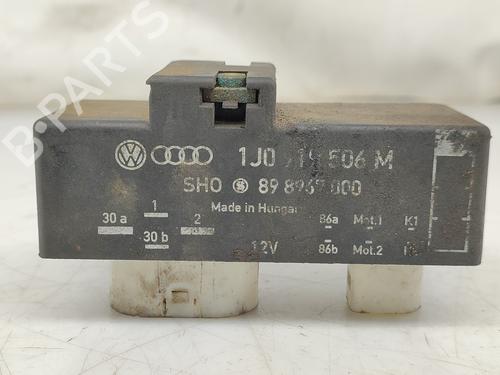 B-PARTS
1J0 919 506 M
SHO 89 8967 000
Made in Hungary
30 a 1 2 86a Mot.1 K1
30 b 12V 86b Mot.2